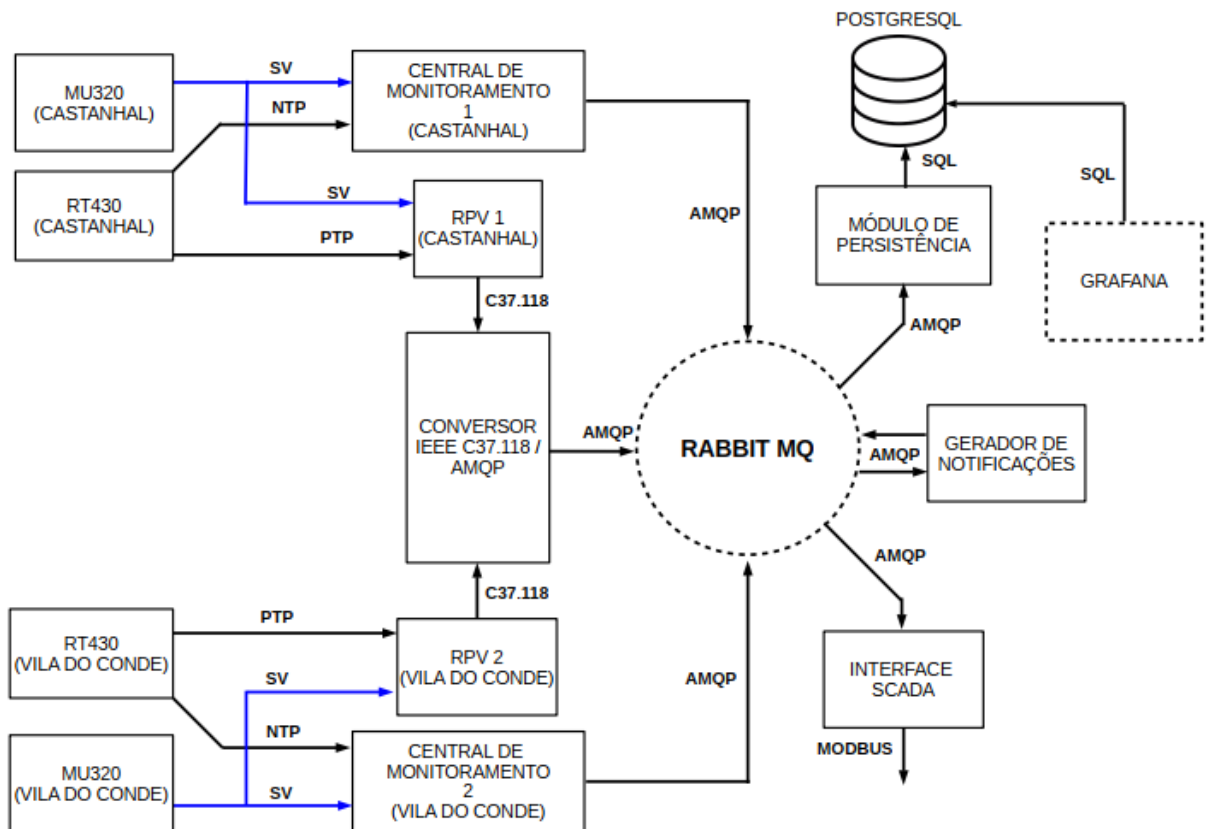 POSTGRESQL
MU320
(CASTANHAL)
SV
CENTRAL DE
MONITORAMENTO
1
(CASTANHAL)
NTP
RT430
(CASTANHAL)
SV
PTP
RPV 1
(CASTANHAL)
AMQP
SQL
SQL
MÓDULO DE
PERSISTÊNCIA
GRAFANA
C37.118
AMQP
CONVERSOR
IEEE C37.118 /
AMQP
AMQP
RABBIT MQ
AMQP
GERADOR DE
NOTIFICAÇÕES
AMQP
C37.118
RT430
(VILA DO CONDE)
PTP
RPV 2
(VILA DO CONDE)
SV
AMQP
INTERFACE
SCADA
NTP
MODBUS
MU320
(VILA DO CONDE)
SV
CENTRAL DE
MONITORAMENTO
2
(VILA DO CONDE)